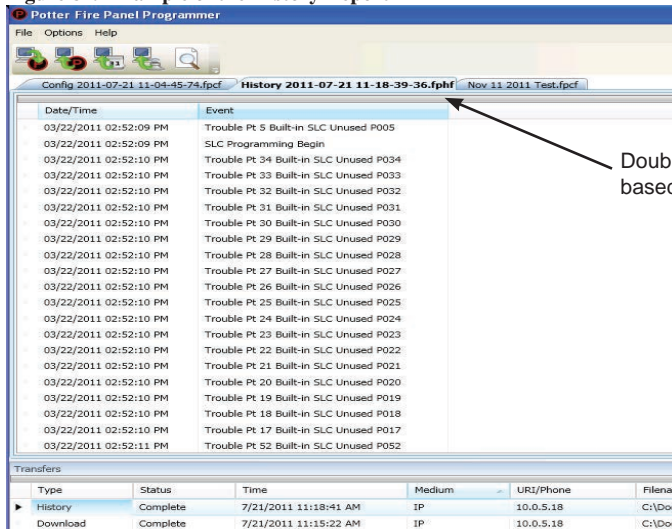 Potter Fire Panel Programmer
File Options Help
Config 2011-07-21 11-04-45-74.fpcf History 2011-07-21 11-18-39-36.fphf Nov 11 2011 Test.fpcf
Date/Time Event
03/22/2011 02:52:09 PM Trouble Pt 5 Built-in SLC Unused P005
03/22/2011 02:52:09 PM SLC Programming Begin
03/22/2011 02:52:10 PM Trouble Pt 34 Built-in SLC Unused P034
03/22/2011 02:52:10 PM Trouble Pt 33 Built-in SLC Unused P033
03/22/2011 02:52:10 PM Trouble Pt 32 Built-in SLC Unused P032
03/22/2011 02:52:10 PM Trouble Pt 31 Built-in SLC Unused P031
03/22/2011 02:52:10 PM Trouble Pt 30 Built-in SLC Unused P030
03/22/2011 02:52:10 PM Trouble Pt 29 Built-in SLC Unused P029
03/22/2011 02:52:10 PM Trouble Pt 28 Built-in SLC Unused P028
03/22/2011 02:52:10 PM Trouble Pt 27 Built-in SLC Unused P027
03/22/2011 02:52:10 PM Trouble Pt 26 Built-in SLC Unused P026
03/22/2011 02:52:10 PM Trouble Pt 25 Built-in SLC Unused P025
03/22/2011 02:52:10 PM Trouble Pt 24 Built-in SLC Unused P024
03/22/2011 02:52:10 PM Trouble Pt 23 Built-in SLC Unused P023
03/22/2011 02:52:10 PM Trouble Pt 22 Built-in SLC Unused P022
03/22/2011 02:52:10 PM Trouble Pt 21 Built-in SLC Unused P021
03/22/2011 02:52:10 PM Trouble Pt 20 Built-in SLC Unused P020
03/22/2011 02:52:10 PM Trouble Pt 19 Built-in SLC Unused P019
03/22/2011 02:52:10 PM Trouble Pt 18 Built-in SLC Unused P018
03/22/2011 02:52:10 PM Trouble Pt 17 Built-in SLC Unused P017
03/22/2011 02:52:11 PM Trouble Pt 52 Built-in SLC Unused P052
Doub
based
Transfers
Type Status Time Medium URI/Phone Filena
History Complete 7/21/2011 11:18:41 AM IP 10.0.5.18 C:\Do
Download Complete 7/21/2011 11:15:22 AM IP 10.0.5.18 C:\Do